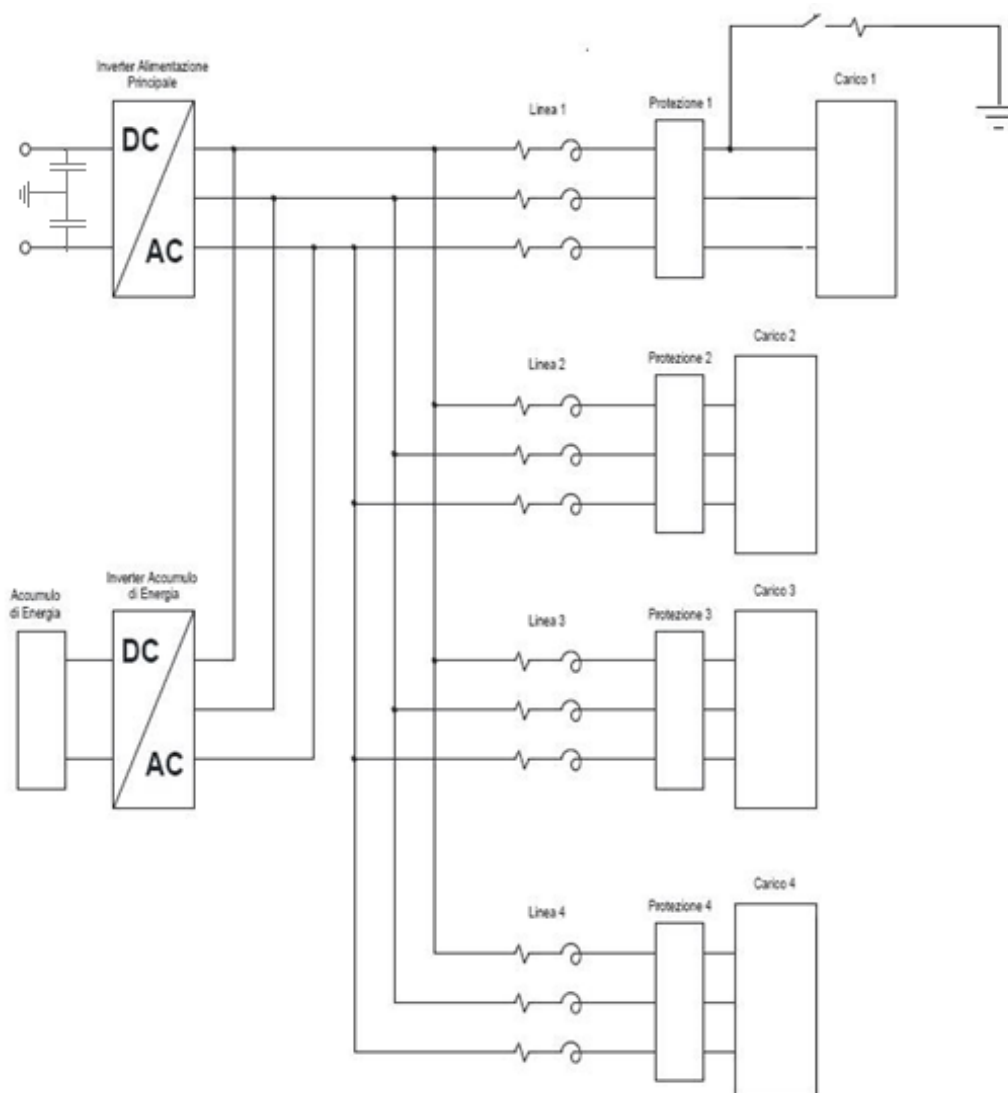 Inverter Alimentazione
Principale
DC
AC
Linea 1
Protezione 1
Carico 1
Linea 2
Protezione 2
Carico 2
Accumulo
di Energia
Inverter Accumulo
di Energia
DC
AC
Linea 3
Protezione 3
Carico 3
Linea 4
Protezione 4
Carico 4